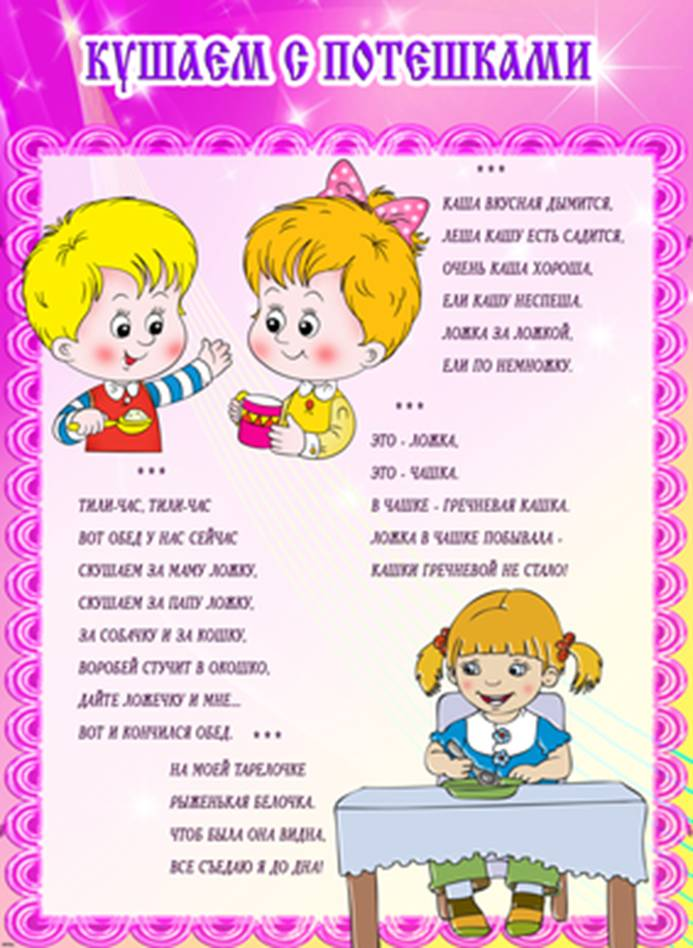 КУШАЕМ С ПОТЕШКАМИ
***
КАША ВКУСНАЯ ДЫМИТСЯ,
ЛЕША КАШУ ЕСТЬ САДИТСЯ,
ОЧЕНЬ КАША ХОРОША,
ЕЛИ КАШУ НЕСПЕША.
ЛОЖКА ЗА ЛОЖКОЙ,
ЕЛИ ПО НЕМНОЖКУ.
***
ЭТО - ЛОЖКА,
ЭТО - ЧАШКА.
В ЧАШКЕ - ГРЕЧНЕВАЯ КАШКА.
ЛОЖКА В ЧАШКЕ ПОБЫВАЛА -
КАШКИ ГРЕЧНЕВОЙ НЕ СТАЛО!
***
ТИЛИ-ЧАС, ТИЛИ-ЧАС
ВОТ ОБЕД У НАС СЕЙЧАС
СКУШАЕМ ЗА МАМУ ЛОЖКУ,
СКУШАЕМ ЗА ПАПУ ЛОЖКУ,
ЗА СОБАЧКУ И ЗА КОШКУ,
ВОРОБЕЙ СТУЧИТ В ОКОШКО,
ДАЙТЕ ЛОЖЕЧКУ И МНЕ...
ВОТ И КОНЧИЛСЯ ОБЕД.
***
НА МОЕЙ ТАРЕЛОЧКЕ
РЫЖЕНЬКАЯ БЕЛОЧКА.
ЧТОБ БЫЛА ОНА ВИДНА,
ВСЕ СЪЕДАЮ Я ДО ДНА!